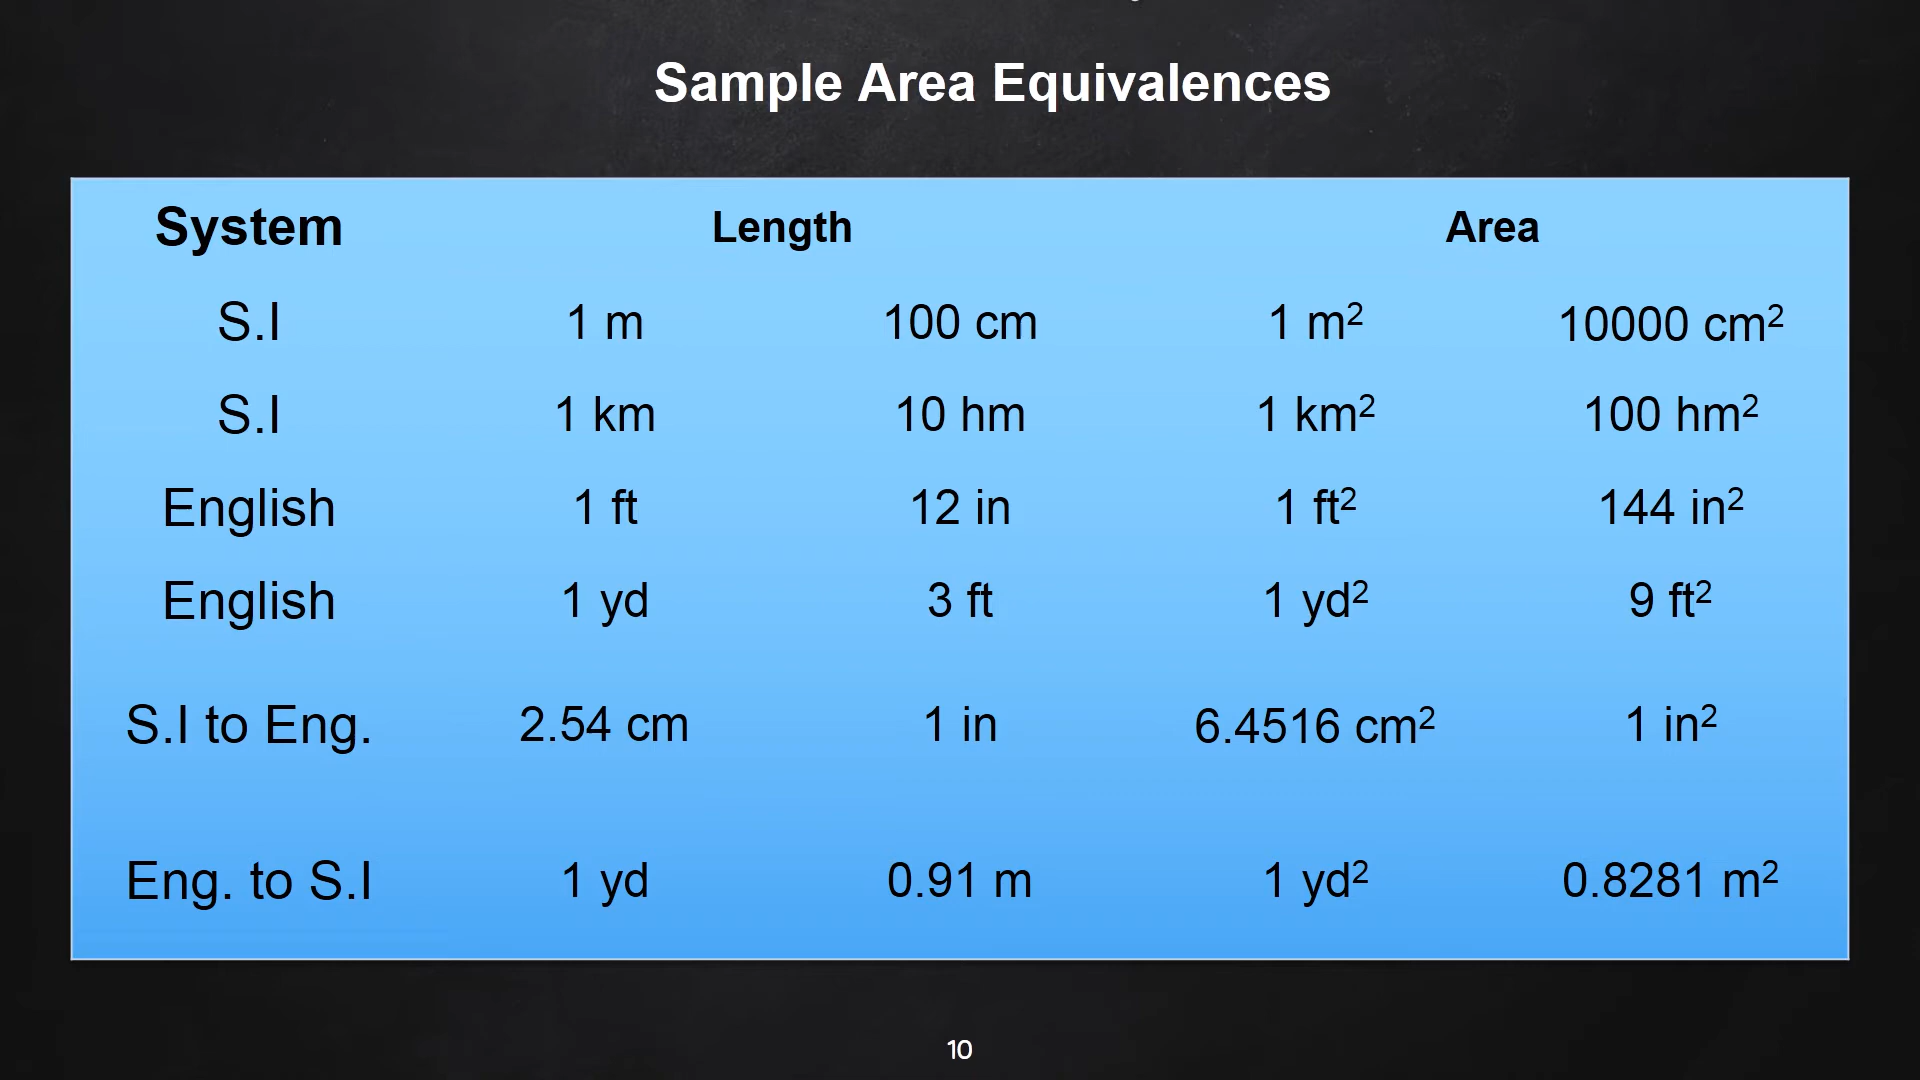 Sample Area Equivalences
System Length Area
S.I 1 m 100 cm 1 m² 10000 cm²
S.I 1 km 10 hm 1 km² 100 hm²
English 1 ft 12 in 1 ft² 144 in²
English 1 yd 3 ft 1 yd² 9 ft²
S.I to Eng. 2.54 cm 1 in 6.4516 cm² 1 in²
Eng. to S.I 1 yd 0.91 m 1 yd² 0.8281 m²
10